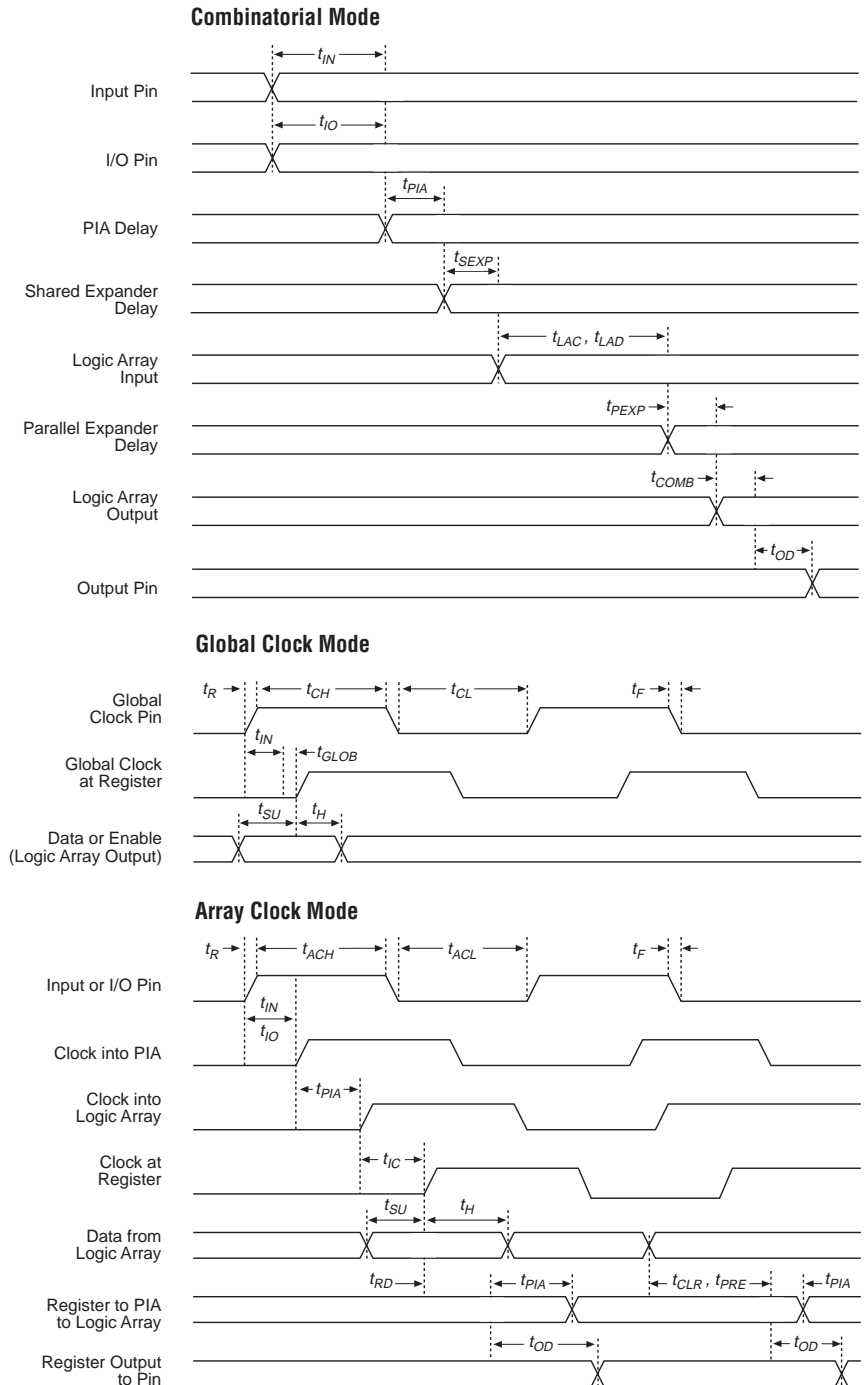 Combinatorial Mode
tIN
Input Pin
tIO
I/O Pin
tPIA
PIA Delay
tSEXP
Shared Expander
Delay
tLAC , tLAD
Logic Array
Input
tPEXP
Parallel Expander
Delay
tCOMB
Logic Array
Output
tOD
Output Pin
Global Clock Mode
tR tCH tCL tF
Global
Clock Pin
tIN tGLOB
Global Clock
at Register
tSU tH
Data or Enable
(Logic Array Output)
Array Clock Mode
tR tACH tACL tF
Input or I/O Pin
tIN
tIO
Clock into PIA
tPIA
Clock into
Logic Array
tIC
Clock at
Register
tSU tH
Data from
Logic Array
tRD tPIA tCLR , tPRE tPIA
Register to PIA
to Logic Array
tOD tOD
Register Output
to Pin